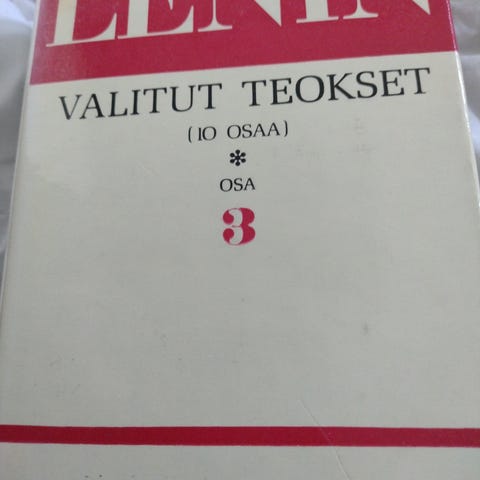 LENIN
VALITUT TEOKSET
(10 OSAA)
*
OSA
3